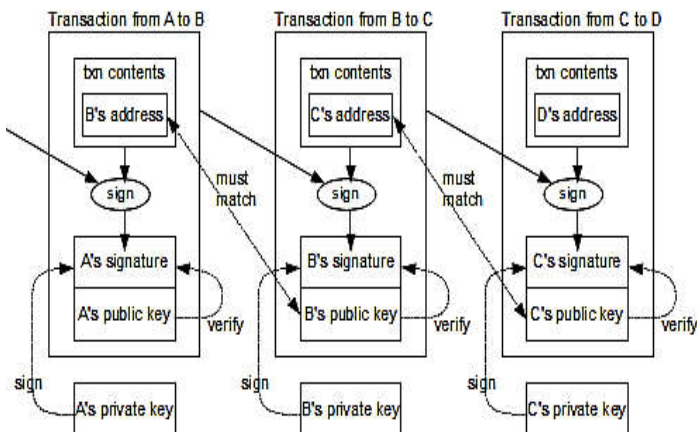 Transaction from A to B
txn contents
B's address
sign
A's signature
A's public key
verify
sign
A's private key
must
match
Transaction from B to C
txn contents
C's address
sign
B's signature
B's public key
verify
sign
B's private key
must
match
Transaction from C to D
txn contents
D's address
sign
C's signature
C's public key
verify
sign
C's private key